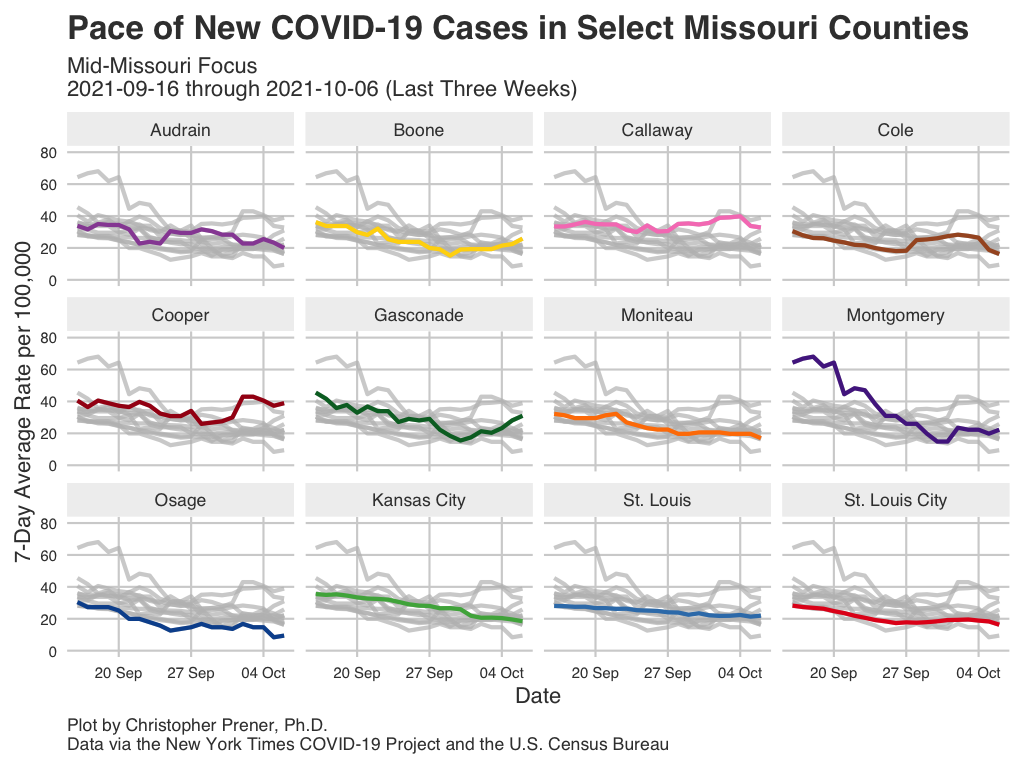 Pace of New COVID-19 Cases in Select Missouri Counties
Mid-Missouri Focus
2021-09-16 through 2021-10-06 (Last Three Weeks)
7-Day Average Rate per 100,000
Audrain
Boone
Callaway
Cole
80
60
40
20
0
Cooper
Gasconade
Moniteau
Montgomery
80
60
40
20
0
Osage
Kansas City
St. Louis
St. Louis City
80
60
40
20
0
20 Sep
27 Sep
04 Oct
20 Sep
27 Sep
04 Oct
20 Sep
27 Sep
04 Oct
20 Sep
27 Sep
04 Oct
Date
Plot by Christopher Prener, Ph.D.
Data via the New York Times COVID-19 Project and the U.S. Census Bureau